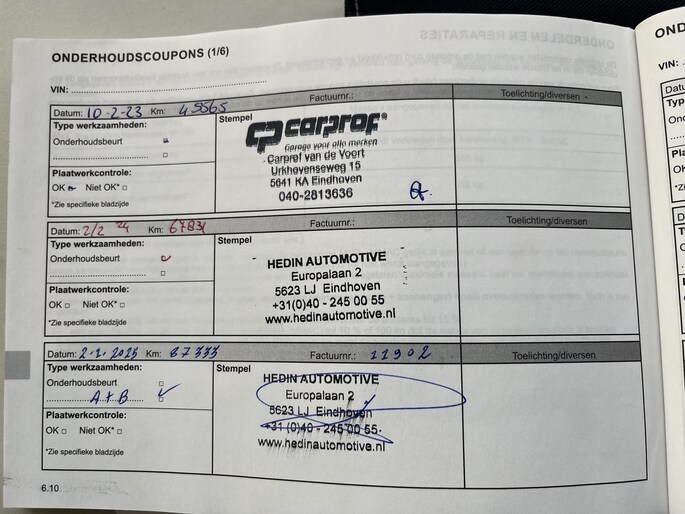 ONDERDELEN EN REPARATIES
ONDERHOUDSCOUPONS (1/6)
VIN:
Datum: 10-2-23 Km: 45565 Factuurnr.: Toelichting/diversen
Type werkzaamheden:
Onderhoudsbeurt
Plaatwerkcontrole:
OK Niet OK*
*Zie specifieke bladzijde
Stempel
CP carprof
Garage voor alle merken
Carprof van de Voort
Urkhovenseweg 15
5641 KA Eindhoven
040-2813636
Datum: 2/2 24 Km: 67831 Factuurnr.: Toelichting/diversen
Type werkzaamheden:
Onderhoudsbeurt
Plaatwerkcontrole:
OK Niet OK*
*Zie specifieke bladzijde
Stempel
HEDIN AUTOMOTIVE
Europalaan 2
5623 LJ Eindhoven
+31(0)40 - 245 00 55
www.hedinautomotive.nl
Datum: 2-1.2025 Km: 87333 Factuurnr.: 11902 Toelichting/diversen
Type werkzaamheden:
Onderhoudsbeurt
A+B
Plaatwerkcontrole:
OK Niet OK*
*Zie specifieke bladzijde
Stempel
HEDIN AUTOMOTIVE
Europalaan 2
5623 LJ Eindhoven
+31 (0)40 - 245 00 55
www.hedinautomotive.nl
6.10
OND
VIN: